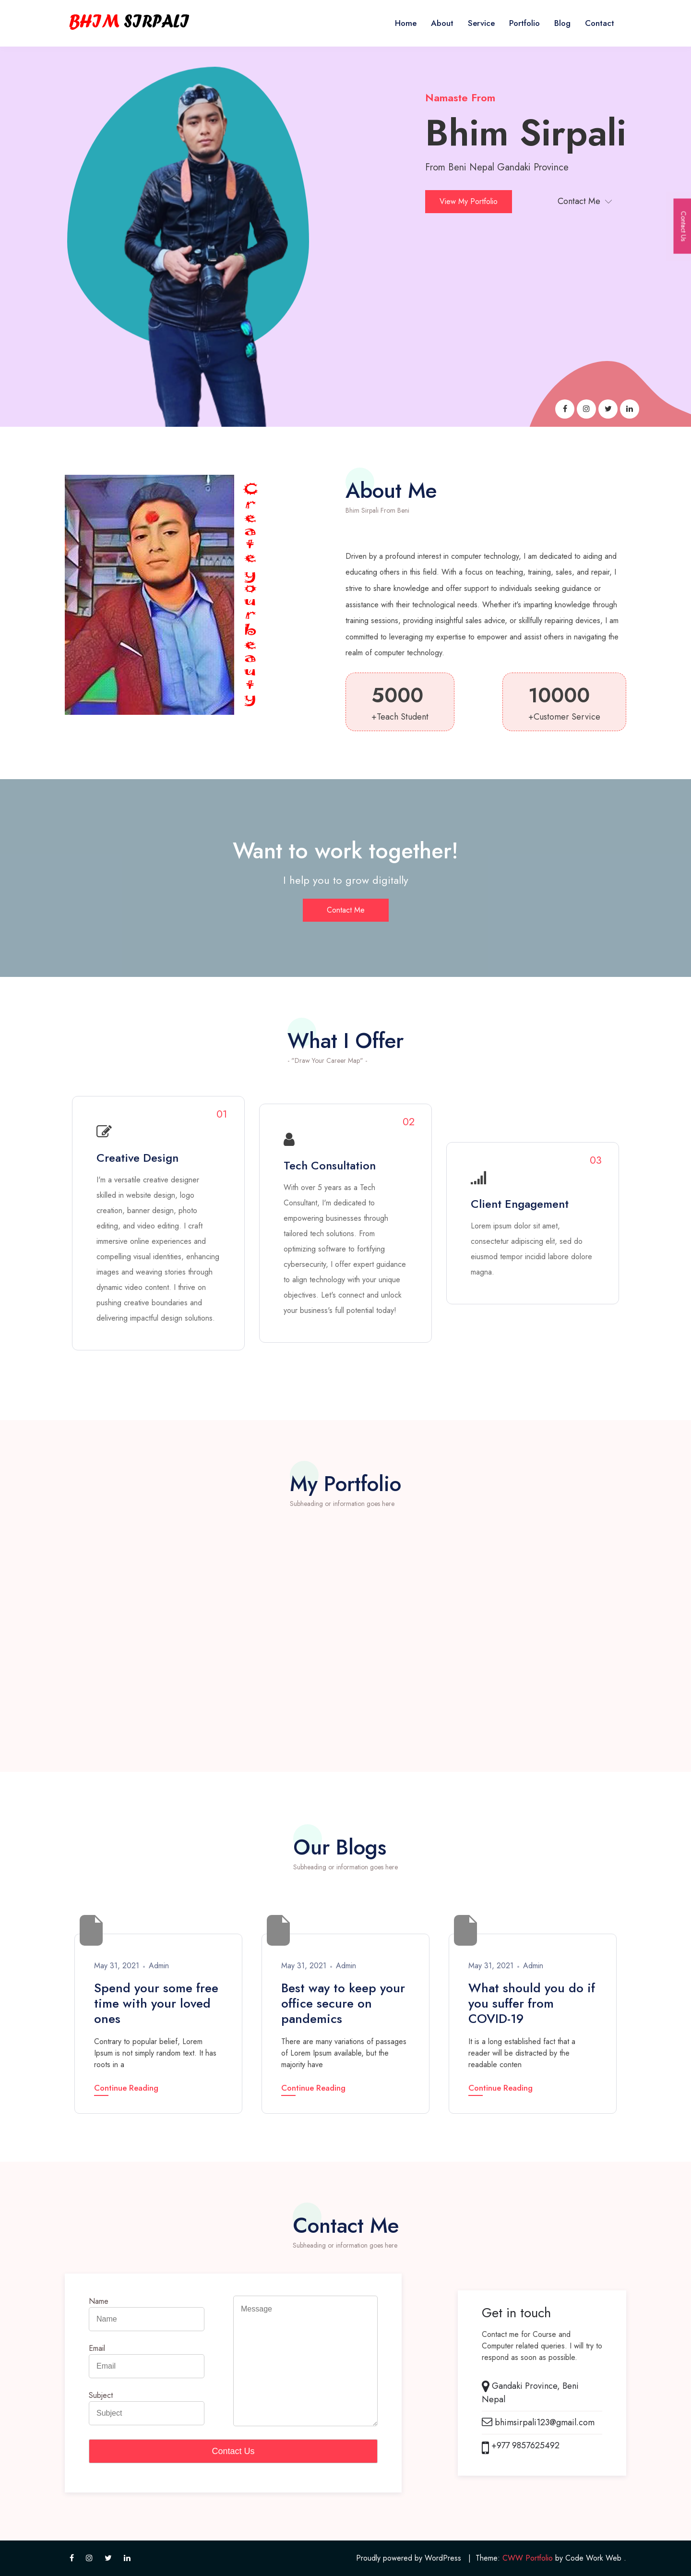 BHIM SIRPALI
Home About Service Portfolio Blog Contact
Namaste From
Bhim Sirpali
From Beni Nepal Gandaki Province
View My Portfolio
Contact Me
Contact Us
Create your beauty
About Me
Bhim Sirpali From Beni
Driven by a profound interest in computer technology, I am dedicated to aiding and
educating others in this field. With a focus on teaching, training, sales, and repair, I
strive to share knowledge and offer support to individuals seeking guidance or
assistance with their technological needs. Whether it's imparting knowledge through
training sessions, providing insightful sales advice, or skillfully repairing devices, I am
committed to leveraging my expertise to empower and assist others in navigating the
realm of computer technology.
5000
+Teach Student
10000
+Customer Service
Want to work together!
I help you to grow digitally
Contact Me
What I Offer
- "Draw Your Career Map" -
01
Creative Design
I'm a versatile creative designer
skilled in website design, logo
creation, banner design, photo
editing, and video editing. I craft
immersive online experiences and
compelling visual identities, enhancing
images and weaving stories through
dynamic video content. I thrive on
pushing creative boundaries and
delivering impactful design solutions.
02
Tech Consultation
With over 5 years as a Tech
Consultant, I'm dedicated to
empowering businesses through
tailored tech solutions. From
optimizing software to fortifying
cybersecurity, I offer expert guidance
to align technology with your unique
objectives. Let's connect and unlock
your business's full potential today!
03
Client Engagement
Lorem ipsum dolor sit amet,
consectetur adipiscing elit, sed do
eiusmod tempor incidid labore dolore
magna.
My Portfolio
Subheading or information goes here
Our Blogs
Subheading or information goes here
May 31, 2021 - Admin
Spend your some free
time with your loved
ones
Contrary to popular belief, Lorem
Ipsum is not simply random text. It has
roots in a
Continue Reading
May 31, 2021 - Admin
Best way to keep your
office secure on
pandemics
There are many variations of passages
of Lorem Ipsum available, but the
majority have
Continue Reading
May 31, 2021 - Admin
What should you do if
you suffer from
COVID-19
It is a long established fact that a
reader will be distracted by the
readable conten
Continue Reading
Contact Me
Subheading or information goes here
Name
Name
Email
Email
Subject
Subject
Message
Contact Us
Get in touch
Contact me for Course and
Computer related queries. I will try to
respond as soon as possible.
Gandaki Province, Beni
Nepal
bhimsirpali123@gmail.com
+977 9857625492
Proudly powered by WordPress | Theme: CWW Portfolio by Code Work Web .